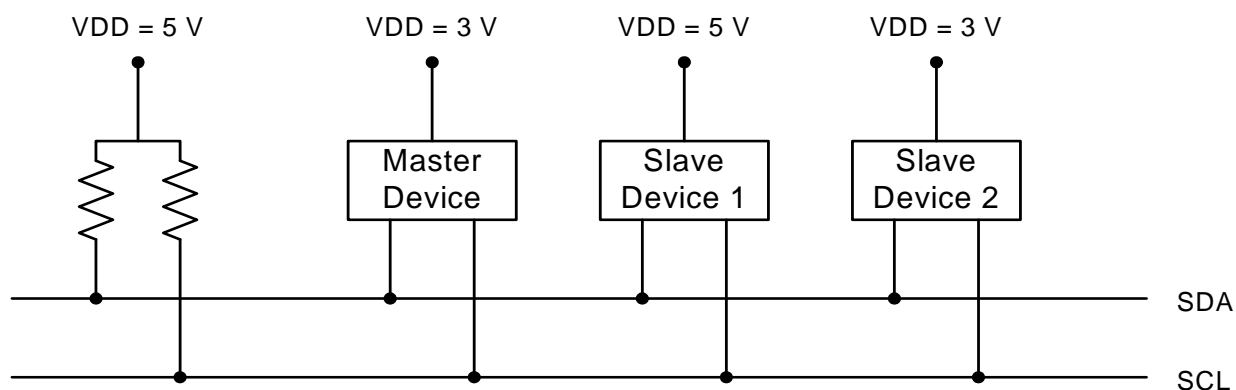 VDD = 5 V
VDD = 3 V
VDD = 5 V
VDD = 3 V
Master
Device
Slave
Device 1
Slave
Device 2
SDA
SCL